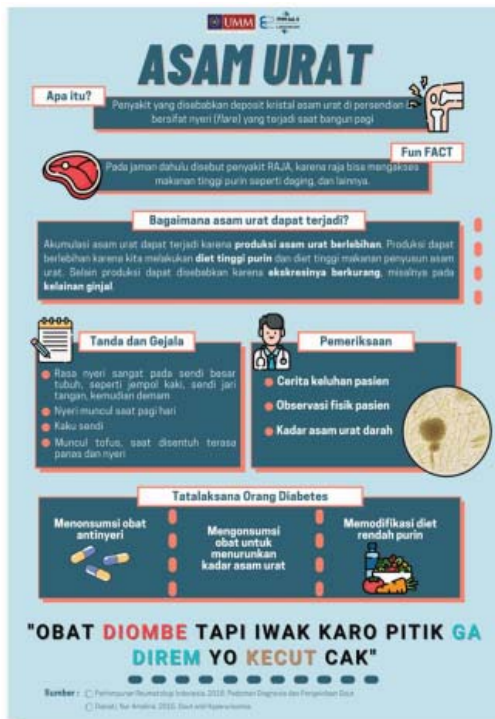 UMM
ASAM URAT
Apa itu?
Penyakit yang disebabkan deposit kristal asam urat di persendian
bersifat nyeri (flare) yang terjadi saat bangun pagi
Fun FACT
Pada jaman dahulu disebut penyakit RAJA, karena raja bisa mengakses
makanan tinggi purin seperti daging, dan lainnya.
Bagaimana asam urat dapat terjadi?
Akumulasi asam urat dapat terjadi karena produksi asam urat berlebihan. Produksi dapat
berlebihan karena kita melakukan diet tinggi purin dan diet tinggi makanan penyusun asam
urat. Selain produksi dapat disebabkan karena ekskresinya berkurang, misalnya pada
kelainan ginjal.
Tanda dan Gejala
Rasa nyeri sangat pada sendi besar
tubuh, seperti jempol kaki, sendi jari
tangan, kemudian demam
Nyeri muncul saat pagi hari
Kaku sendi
Muncul tofus, saat disentuh terasa
panas dan nyeri
Pemeriksaan
Cerita keluhan pasien
Observasi fisik pasien
Kadar asam urat darah
Tatalaksana Orang Diabetes
Menonsumsi obat
antinyeri
Mengonsumsi
obat untuk
menurunkan
kadar asam urat
Memodifikasi diet
rendah purin
"OBAT DIOMBE TAPI IWAK KARO PITIK GA
DIREM YO KECUT CAK"
Sumber :
Perhimpunan Reumatologi Indonesia, 2018. Pedoman Diagnosis dan Pengelolaan Gout